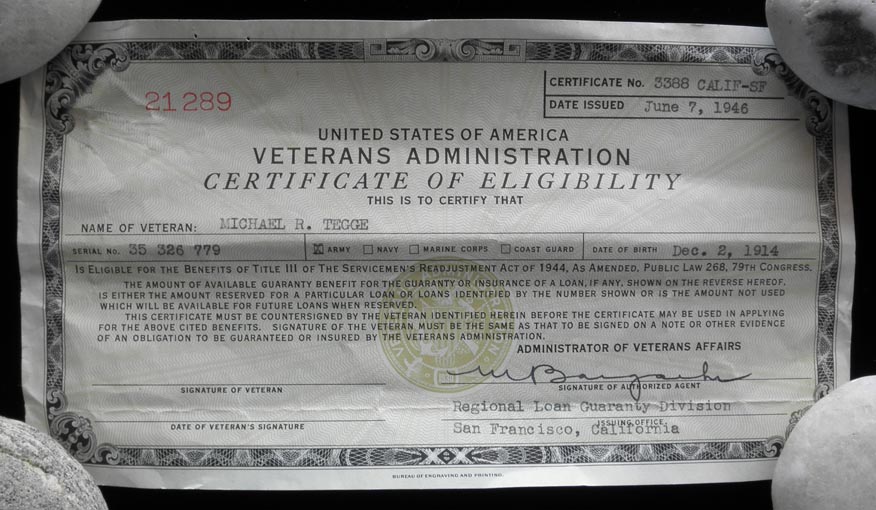 CERTIFICATE No. 3388 CALIF-SF
21289
DATE ISSUED June 7, 1946
UNITED STATES OF AMERICA
VETERANS ADMINISTRATION
CERTIFICATE OF ELIGIBILITY
THIS IS TO CERTIFY THAT
NAME OF VETERAN: MICHAEL R. TEGGE
SERIAL No. 35 326 779 ☒ ARMY ☐ NAVY ☐ MARINE CORPS ☐ COAST GUARD DATE OF BIRTH Dec. 2, 1914
IS ELIGIBLE FOR THE BENEFITS OF TITLE III OF THE SERVICEMEN'S READJUSTMENT ACT OF 1944, AS AMENDED, PUBLIC LAW 268, 79TH CONGRESS.
THE AMOUNT OF AVAILABLE GUARANTY BENEFIT FOR THE GUARANTY OR INSURANCE OF A LOAN, IF ANY, SHOWN ON THE REVERSE HEREOF,
IS EITHER THE AMOUNT RESERVED FOR A PARTICULAR LOAN OR LOANS IDENTIFIED BY THE NUMBER SHOWN OR IS THE AMOUNT NOT USED
WHICH WILL BE AVAILABLE FOR FUTURE LOANS WHEN RESERVED.
THIS CERTIFICATE MUST BE COUNTERSIGNED BY THE VETERAN IDENTIFIED HEREIN BEFORE THE CERTIFICATE MAY BE USED IN APPLYING
FOR THE ABOVE CITED BENEFITS. SIGNATURE OF THE VETERAN MUST BE THE SAME AS THAT TO BE SIGNED ON A NOTE OR OTHER EVIDENCE
OF AN OBLIGATION TO BE GUARANTEED OR INSURED BY THE VETERANS ADMINISTRATION.
ADMINISTRATOR OF VETERANS AFFAIRS
SIGNATURE OF VETERAN
SIGNATURE OF AUTHORIZED AGENT
Regional Loan Guaranty Division
DATE OF VETERAN'S SIGNATURE
ISSUING OFFICE
San Francisco, California
BUREAU OF ENGRAVING AND PRINTING